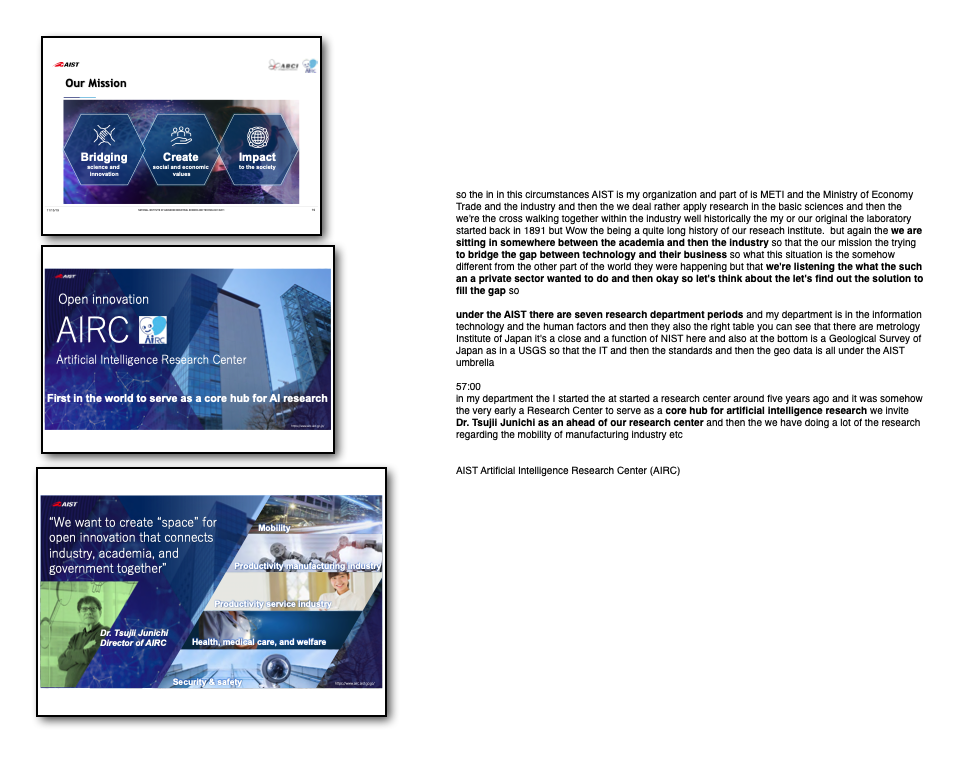 AIST
ABCI
AIRC
Our Mission
Bridging
science and
innovation
Create
social and economic
values
Impact
to the society
AIST
Open innovation
AIRC
AIRC
Artificial Intelligence Research Center
First in the world to serve as a core hub for AI research
AIST
“We want to create “space” for
open innovation that connects
industry, academia, and
government together”
Mobility
Productivity manufacturing industry
Productivity service industry
Dr. Tsujii Junichi
Director of AIRC
Health, medical care, and welfare
Security & safety
so the in in this circumstances AIST is my organization and part of is METI and the Ministry of Economy
Trade and the industry and then the we deal rather apply research in the basic sciences and then the
we're the cross walking together within the industry well historically the my or our original the laboratory
started back in 1891 but Wow the being a quite long history of our reseach institute.  but again the we are
sitting in somewhere between the academia and then the industry so that the our mission the trying
to bridge the gap between technology and their business so what this situation is the somehow
different from the other part of the world they were happening but that we're listening the what the such
an a private sector wanted to do and then okay so let's think about the let's find out the solution to
fill the gap so
under the AIST there are seven research department periods and my department is in the information
technology and the human factors and then they also the right table you can see that there are metrology
Institute of Japan it's a close and a function of NIST here and also at the bottom is a Geological Survey of
Japan as in a USGS so that the IT and then the standards and then the geo data is all under the AIST
umbrella
57:00
in my department the I started the at started a research center around five years ago and it was somehow
the very early a Research Center to serve as a core hub for artificial intelligence research we invite
Dr. Tsujii Junichi as an ahead of our research center and then the we have doing a lot of the research
regarding the mobility of manufacturing industry etc
AIST Artificial Intelligence Research Center (AIRC)